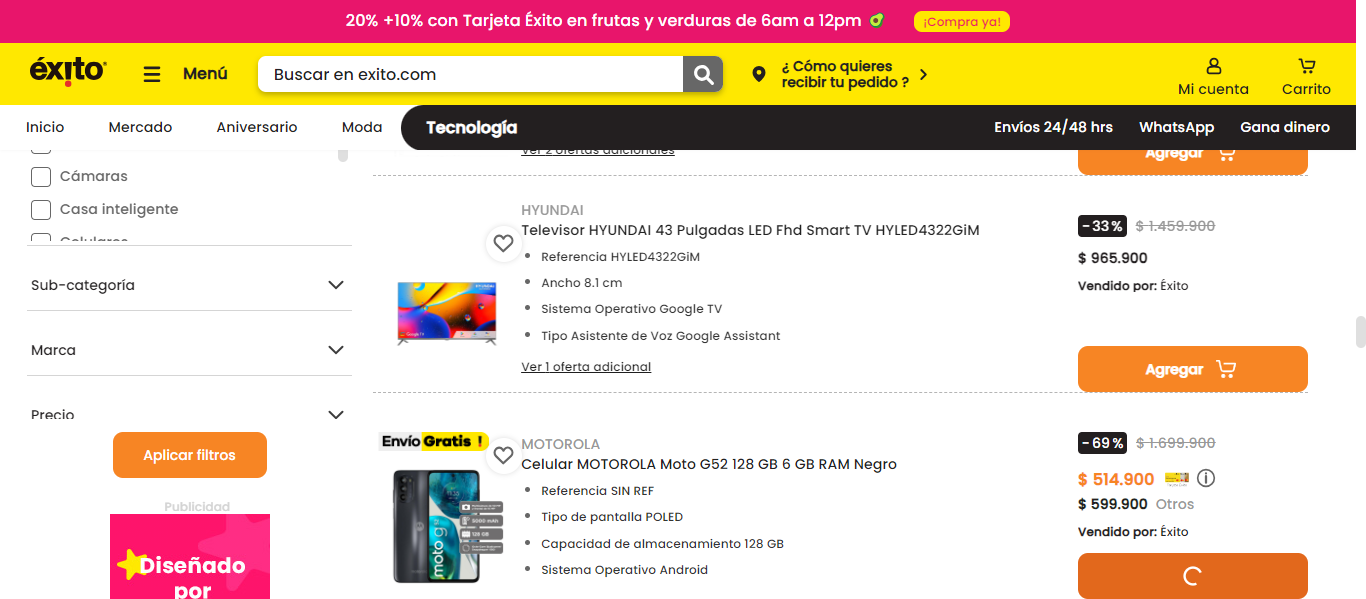 20% +10% con Tarjeta Éxito en frutas y verduras de 6am a 12pm
¡Compra ya!
éxito
Menú
Buscar en exito.com
¿ Cómo quieres
recibir tu pedido ?
Mi cuenta
Carrito
Inicio
Mercado
Aniversario
Moda
Tecnología
Envíos 24/48 hrs
WhatsApp
Gana dinero
Cámaras
Casa inteligente
Celulares
Sub-categoría
Marca
Precio
Aplicar filtros
Publicidad
Diseñado
por
Ver 2 ofertas adicionales
Agregar
HYUNDAI
Televisor HYUNDAI 43 Pulgadas LED Fhd Smart TV HYLED4322GiM
Referencia HYLED4322GiM
Ancho 8.1 cm
Sistema Operativo Google TV
Tipo Asistente de Voz Google Assistant
Ver 1 oferta adicional
-33%
$ 1.459.900
$ 965.900
Vendido por: Éxito
Agregar
Envío Gratis !
moto g
5000 mAh
128 GB
MOTOROLA
Celular MOTOROLA Moto G52 128 GB 6 GB RAM Negro
Referencia SIN REF
Tipo de pantalla POLED
Capacidad de almacenamiento 128 GB
Sistema Operativo Android
-69%
$ 1.699.900
$ 514.900
$ 599.900 Otros
Vendido por: Éxito